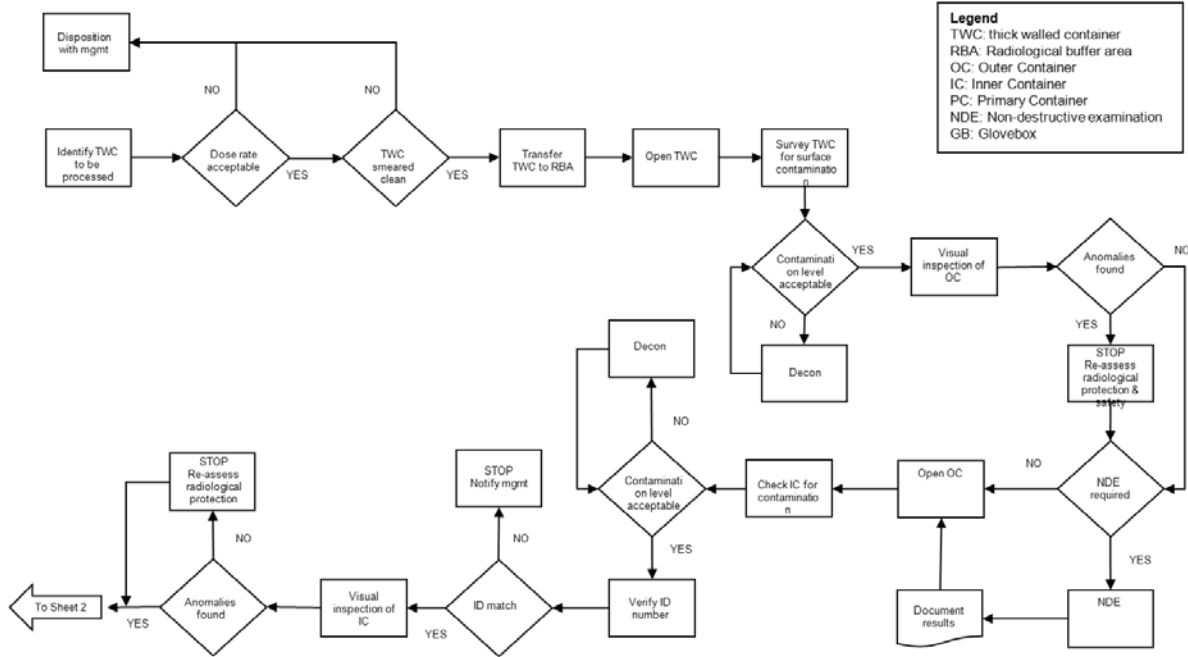 Legend
TWC: thick walled container
RBA: Radiological buffer area
OC: Outer Container
IC: Inner Container
PC: Primary Container
NDE: Non-destructive examination
GB: Glovebox
Disposition
with mgmt
NO
NO
Identify TWC
to be
processed
Dose rate
acceptable
YES
TWC
smeared
clean
YES
Transfer
TWC to RBA
Open TWC
Survey TWC
for surface
contaminatio
n
Contaminati
on level
acceptable
YES
NO
Decon
Visual
inspection of
OC
Anomalies
found
NO
YES
STOP
Re-assess
radiological
protection &
safety
NDE
required
NO
YES
NDE
Document
results
Open OC
Check IC for
contaminatio
n
Contaminati
on level
acceptable
NO
Decon
YES
Verify ID
number
ID match
NO
STOP
Notify mgmt
YES
Visual
inspection of
IC
Anomalies
found
NO
STOP
Re-assess
radiological
protection
YES
To Sheet 2